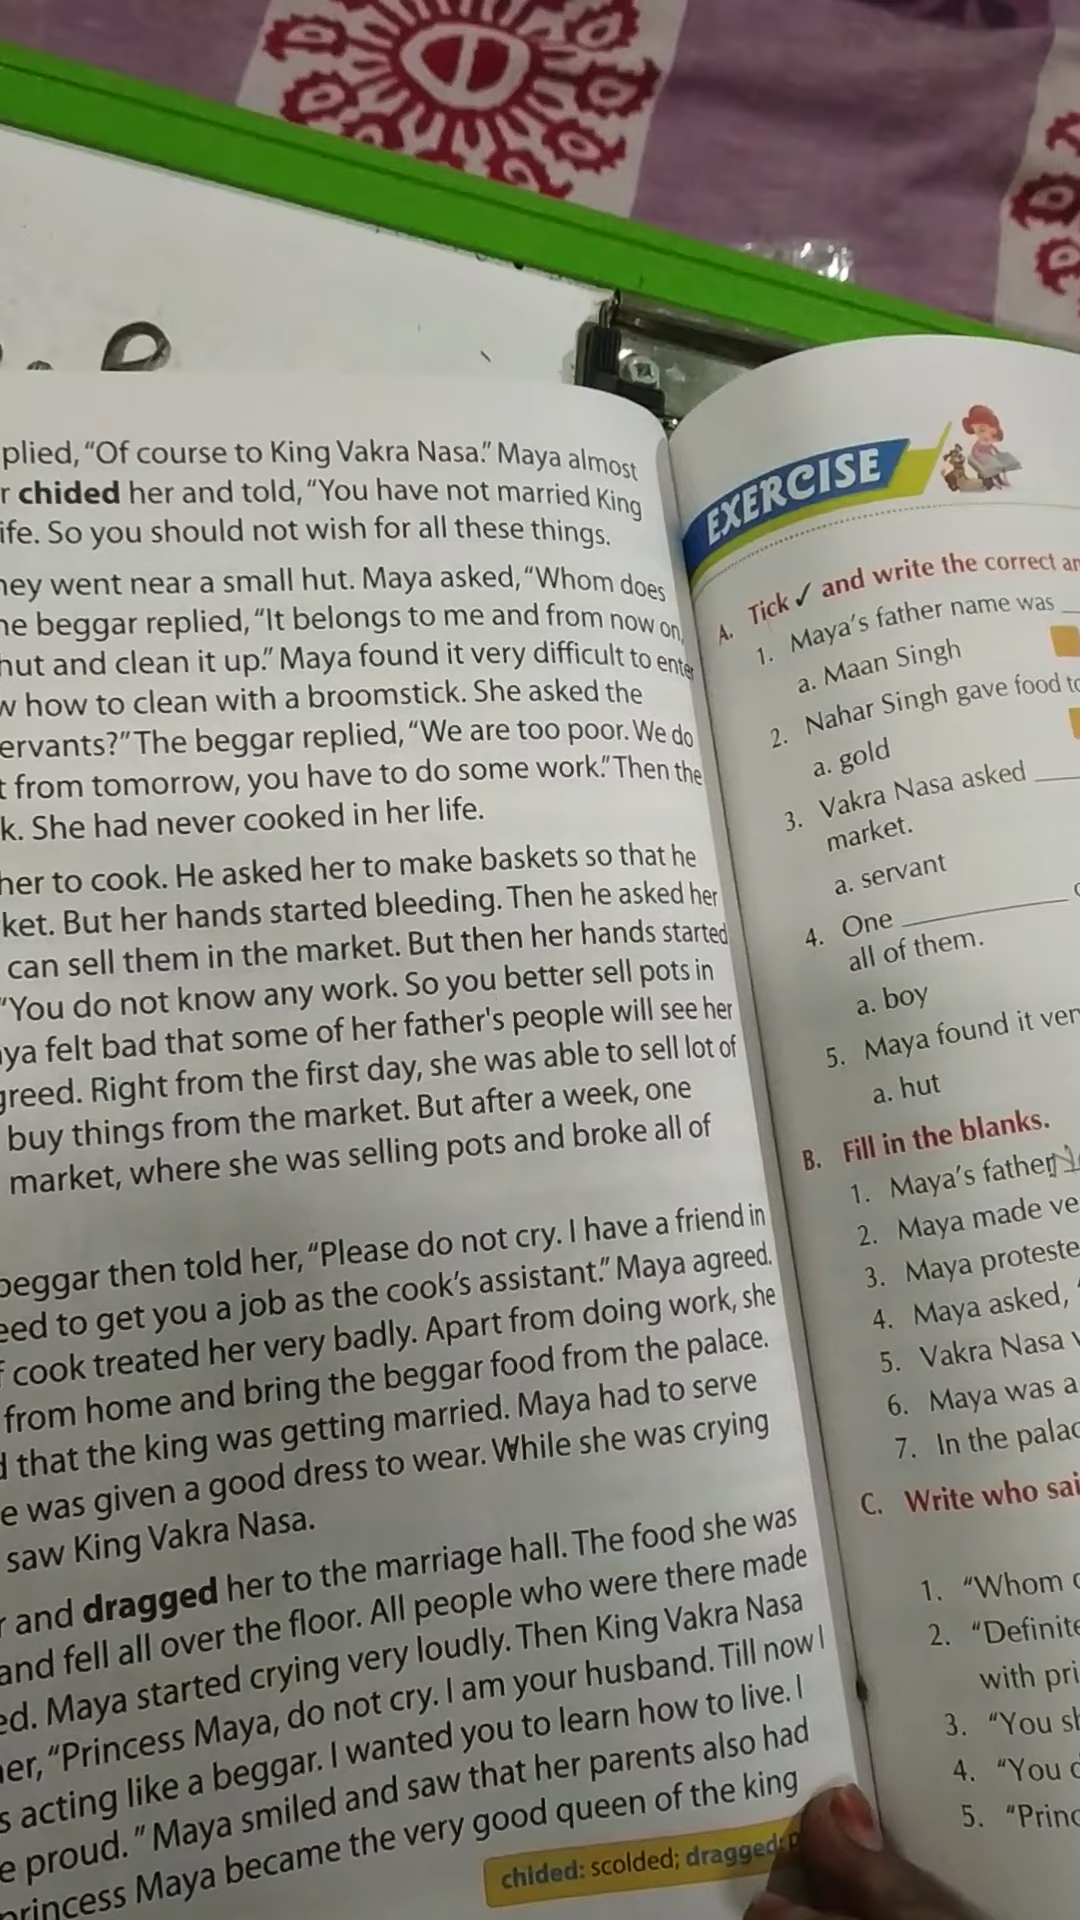 e
plied, “Of course to King Vakra Nasa.” Maya almost
r chided her and told, “You have not married King
ife. So you should not wish for all these things.
hey went near a small hut. Maya asked, “Whom does
he beggar replied, “It belongs to me and from now on,
hut and clean it up.” Maya found it very difficult to enter
w how to clean with a broomstick. She asked the
ervants?” The beggar replied, “We are too poor. We do
t from tomorrow, you have to do some work.” Then the
k. She had never cooked in her life.
her to cook. He asked her to make baskets so that he
ket. But her hands started bleeding. Then he asked her
can sell them in the market. But then her hands started
“You do not know any work. So you better sell pots in
ya felt bad that some of her father's people will see her
greed. Right from the first day, she was able to sell lot of
buy things from the market. But after a week, one
market, where she was selling pots and broke all of
beggar then told her, “Please do not cry. I have a friend in
eed to get you a job as the cook’s assistant.” Maya agreed.
f cook treated her very badly. Apart from doing work, she
from home and bring the beggar food from the palace.
d that the king was getting married. Maya had to serve
e was given a good dress to wear. While she was crying
saw King Vakra Nasa.
r and dragged her to the marriage hall. The food she was
and fell all over the floor. All people who were there made
ed. Maya started crying very loudly. Then King Vakra Nasa
her, “Princess Maya, do not cry. I am your husband. Till now I
s acting like a beggar. I wanted you to learn how to live. I
e proud. ” Maya smiled and saw that her parents also had
princess Maya became the very good queen of the king
chided: scolded; dragged: p
EXERCISE
A. Tick ✓ and write the correct an
1. Maya’s father name was
a. Maan Singh
2. Nahar Singh gave food to
a. gold
3. Vakra Nasa asked
market.
a. servant
4. One
all of them.
a. boy
5. Maya found it ver
a. hut
B. Fill in the blanks.
1. Maya’s father
2. Maya made ve
3. Maya proteste
4. Maya asked, “
5. Vakra Nasa
6. Maya was a
7. In the palac
C. Write who sai
1. “Whom
2. “Definite
with pri
3. “You sh
4. “You
5. “Princ